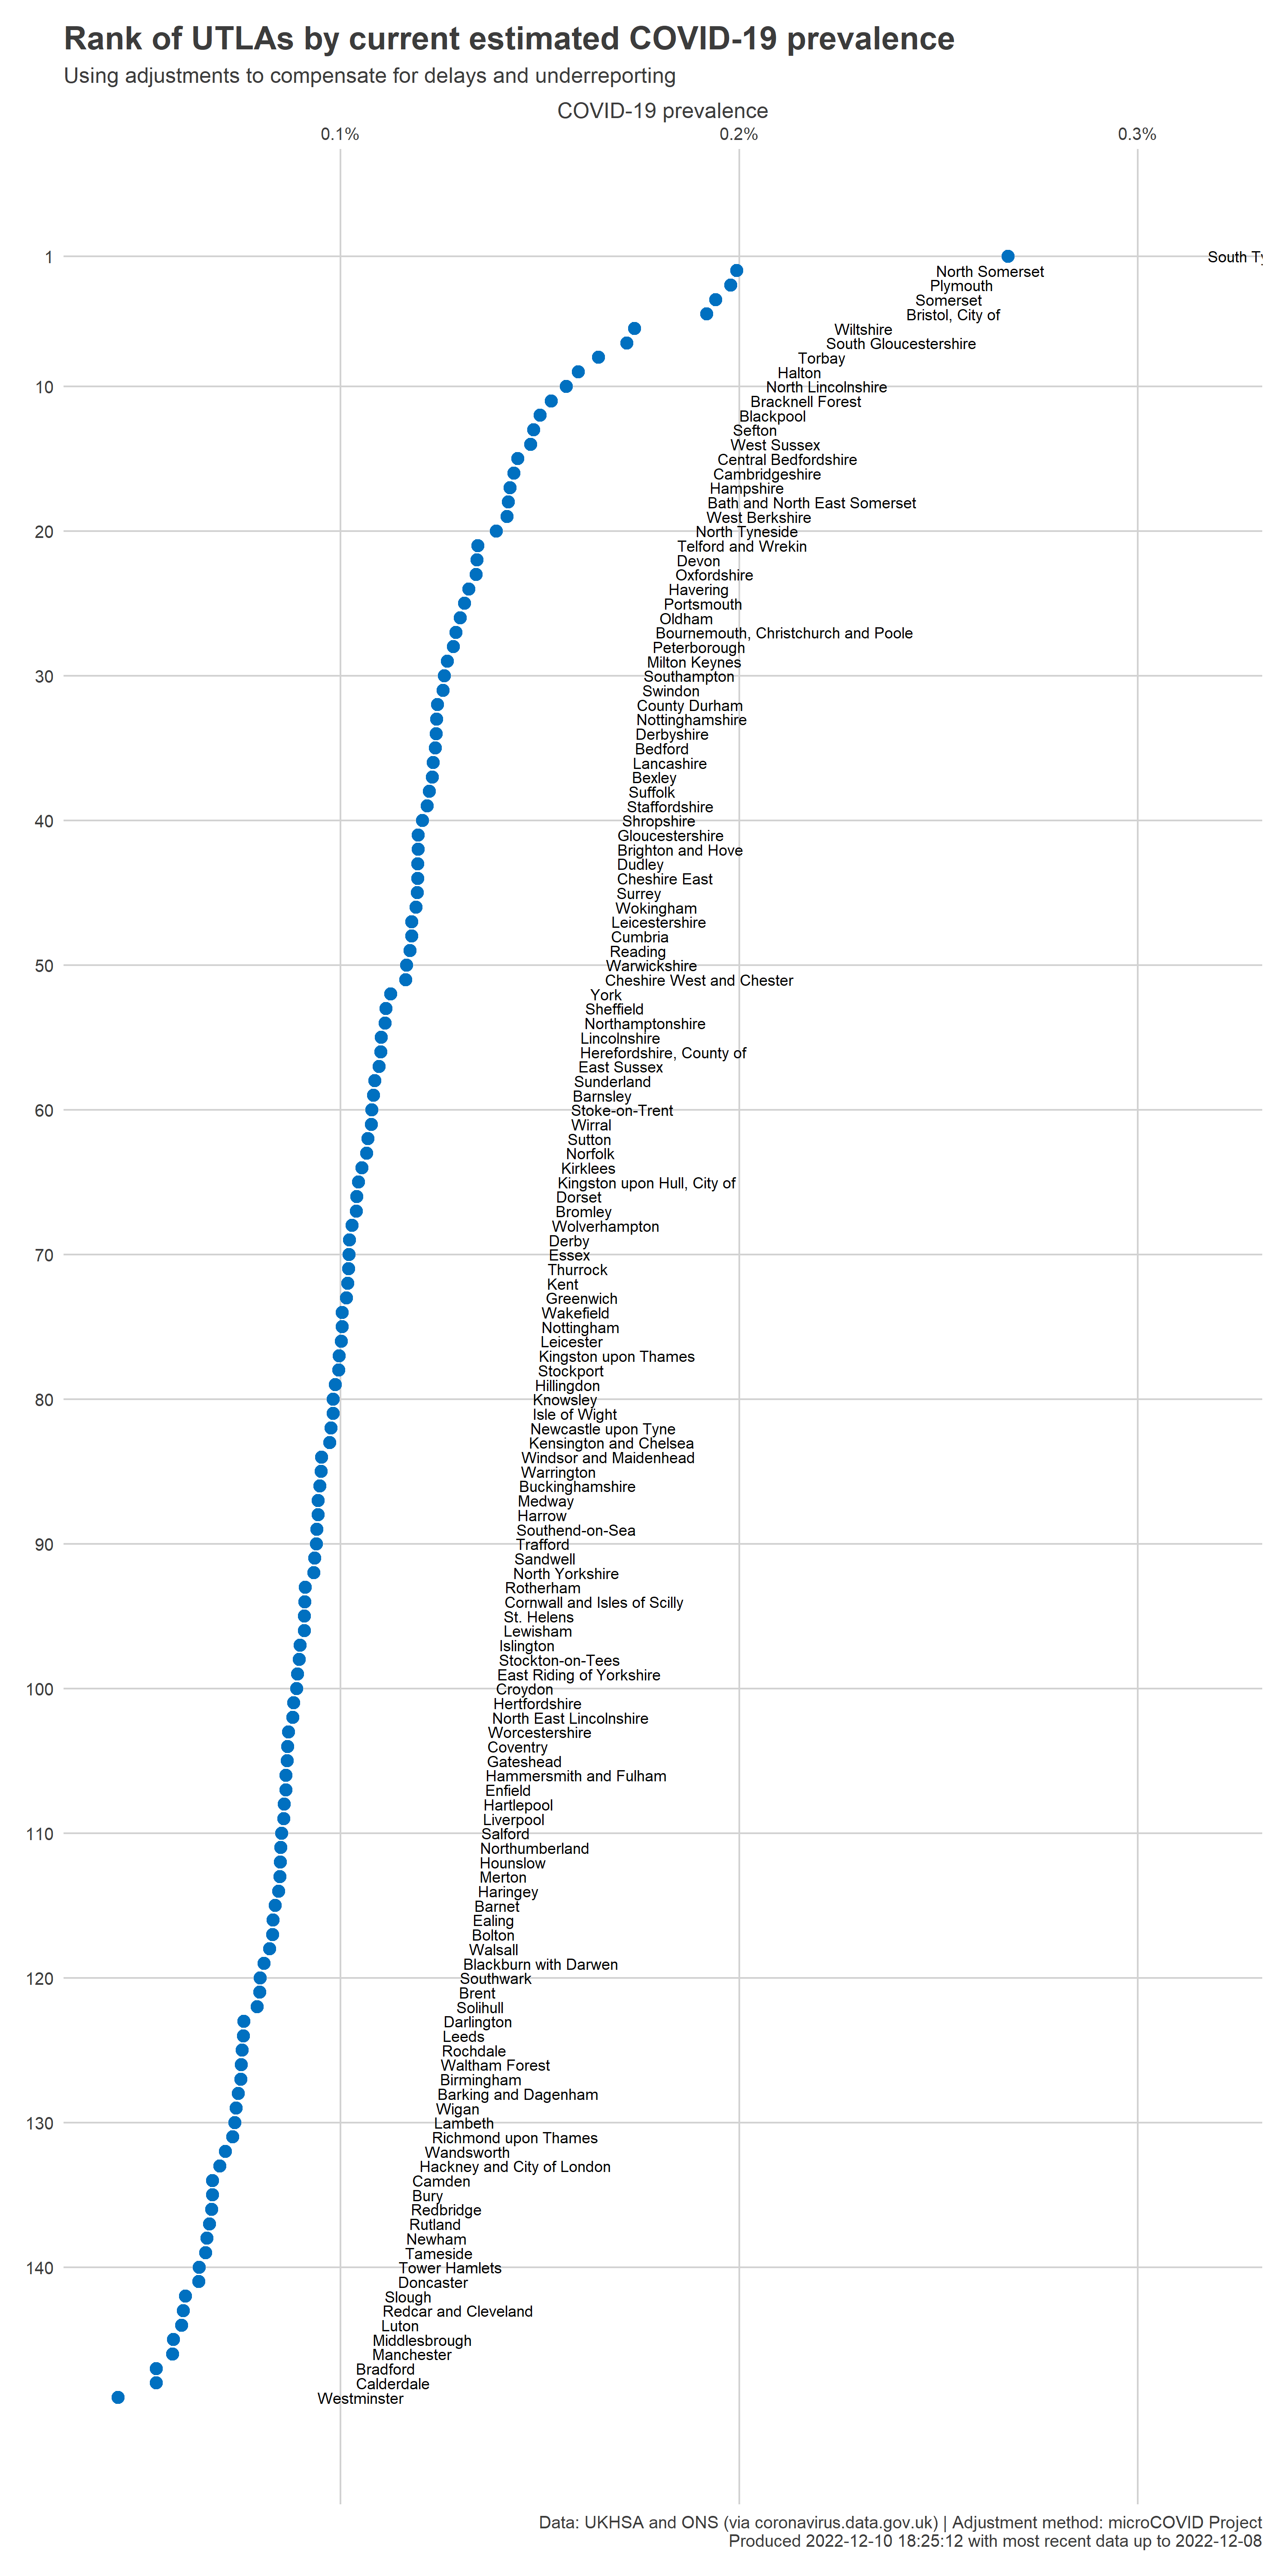 Rank of UTLAs by current estimated COVID-19 prevalence
Using adjustments to compensate for delays and underreporting
COVID-19 prevalence
0.1% 0.2% 0.3%
1 South Ty
North Somerset
Plymouth
Somerset
Bristol, City of
Wiltshire
South Gloucestershire
Torbay
Halton
10 North Lincolnshire
Bracknell Forest
Blackpool
Sefton
West Sussex
Central Bedfordshire
Cambridgeshire
Hampshire
Bath and North East Somerset
West Berkshire
20 North Tyneside
Telford and Wrekin
Devon
Oxfordshire
Havering
Portsmouth
Oldham
Bournemouth, Christchurch and Poole
Peterborough
Milton Keynes
30 Southampton
Swindon
County Durham
Nottinghamshire
Derbyshire
Bedford
Lancashire
Bexley
Suffolk
Staffordshire
40 Shropshire
Gloucestershire
Brighton and Hove
Dudley
Cheshire East
Surrey
Wokingham
Leicestershire
Cumbria
Reading
50 Warwickshire
Cheshire West and Chester
York
Sheffield
Northamptonshire
Lincolnshire
Herefordshire, County of
East Sussex
Sunderland
Barnsley
60 Stoke-on-Trent
Wirral
Sutton
Norfolk
Kirklees
Kingston upon Hull, City of
Dorset
Bromley
Wolverhampton
Derby
70 Essex
Thurrock
Kent
Greenwich
Wakefield
Nottingham
Leicester
Kingston upon Thames
Stockport
Hillingdon
80 Knowsley
Isle of Wight
Newcastle upon Tyne
Kensington and Chelsea
Windsor and Maidenhead
Warrington
Buckinghamshire
Medway
Harrow
Southend-on-Sea
90 Trafford
Sandwell
North Yorkshire
Rotherham
Cornwall and Isles of Scilly
St. Helens
Lewisham
Islington
Stockton-on-Tees
East Riding of Yorkshire
100 Croydon
Hertfordshire
North East Lincolnshire
Worcestershire
Coventry
Gateshead
Hammersmith and Fulham
Enfield
Hartlepool
Liverpool
110 Salford
Northumberland
Hounslow
Merton
Haringey
Barnet
Ealing
Bolton
Walsall
Blackburn with Darwen
120 Southwark
Brent
Solihull
Darlington
Leeds
Rochdale
Waltham Forest
Birmingham
Barking and Dagenham
Wigan
130 Lambeth
Richmond upon Thames
Wandsworth
Hackney and City of London
Camden
Bury
Redbridge
Rutland
Newham
Tameside
140 Tower Hamlets
Doncaster
Slough
Redcar and Cleveland
Luton
Middlesbrough
Manchester
Bradford
Calderdale
Westminster
Data: UKHSA and ONS (via coronavirus.data.gov.uk) | Adjustment method: microCOVID Project
Produced 2022-12-10 18:25:12 with most recent data up to 2022-12-08